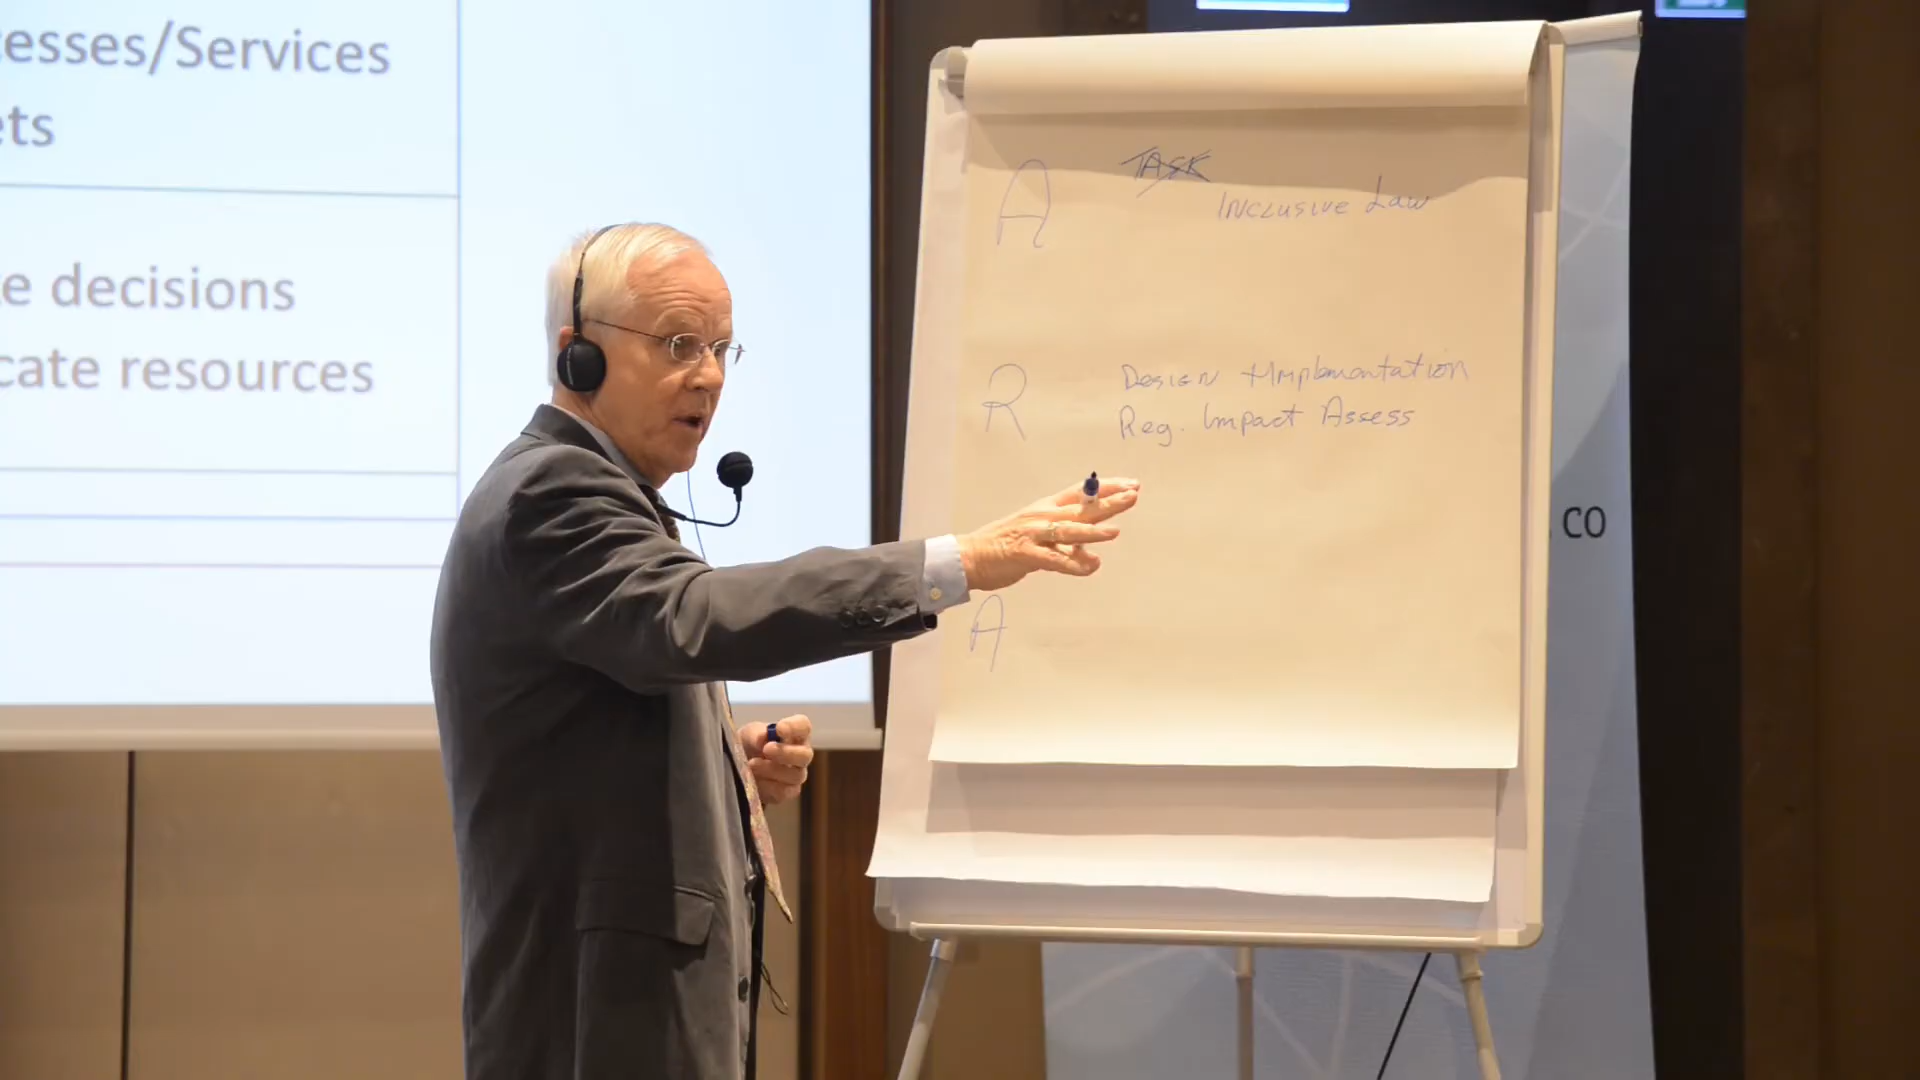 esses/Services
ets
e decisions
cate resources
A
TASK
Inclusive Law
R
Design + Implementation
Reg. Impact Assess
A
co